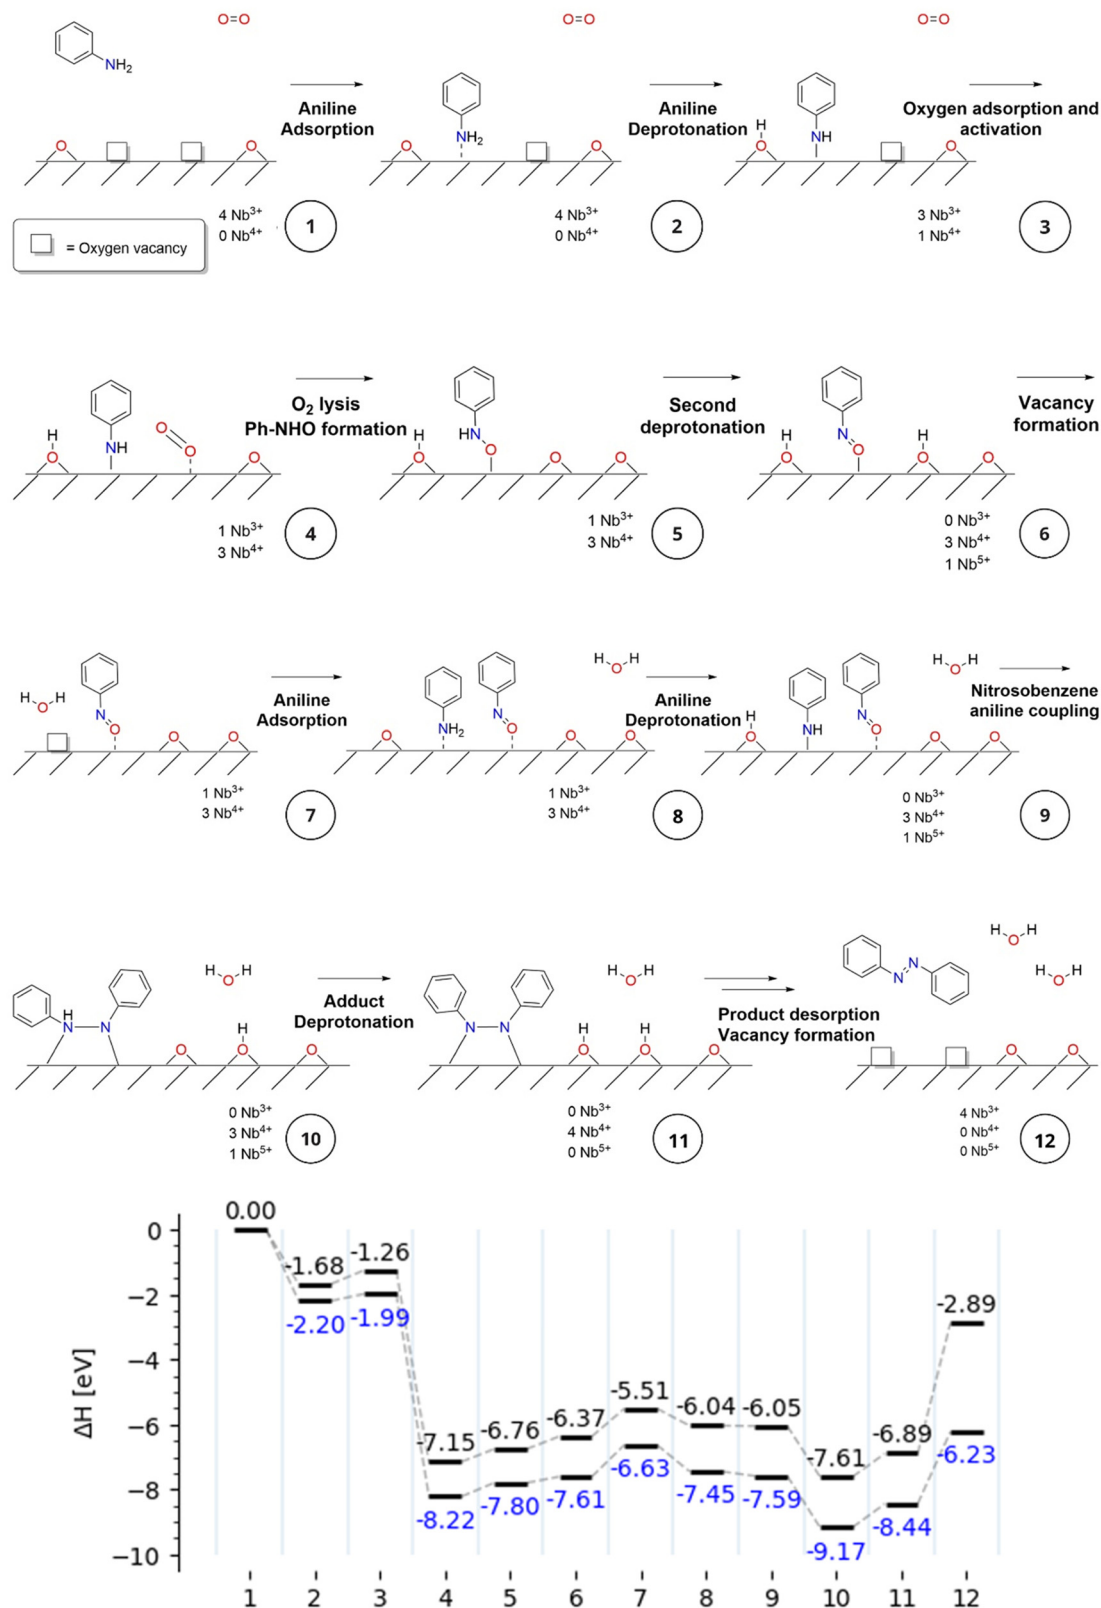 O=O
O=O
O=O
NH2
Aniline
Adsorption
NH2
Aniline
Deprotonation
H
NH
Oxygen adsorption and
activation
O
O
O
O
O
O
4 Nb3+
0 Nb4+
1
4 Nb3+
0 Nb4+
2
3 Nb3+
1 Nb4+
3
= Oxygen vacancy
H
O
NH
O
O
O
O2 lysis
Ph-NHO formation
H
O
HN
O
O
O
Second
deprotonation
H
O
N
O
H
O
O
Vacancy
formation
1 Nb3+
3 Nb4+
4
1 Nb3+
3 Nb4+
5
0 Nb3+
3 Nb4+
1 Nb5+
6
H O H
N
O
O
O
Aniline
Adsorption
O
NH2
N
O
O
O
H O H
Aniline
Deprotonation
H
O
NH
N
O
O
O
H O H
Nitrosobenzene
aniline coupling
1 Nb3+
3 Nb4+
7
1 Nb3+
3 Nb4+
8
0 Nb3+
3 Nb4+
1 Nb5+
9
H O H
H
N
N
O
H
O
O
Adduct
Deprotonation
H O H
N
N
H
O
H
O
O
Product desorption
Vacancy formation
N
N
H O H
H O H
O
O
0 Nb3+
3 Nb4+
1 Nb5+
10
0 Nb3+
4 Nb4+
0 Nb5+
11
4 Nb3+
0 Nb4+
0 Nb5+
12
ΔH [eV]
0
−2
−4
−6
−8
−10
0.00
-1.68
-2.20
-1.26
-1.99
-7.15
-8.22
-6.76
-7.80
-6.37
-7.61
-5.51
-6.63
-6.04
-7.45
-6.05
-7.59
-7.61
-9.17
-6.89
-8.44
-2.89
-6.23
1 2 3 4 5 6 7 8 9 10 11 12